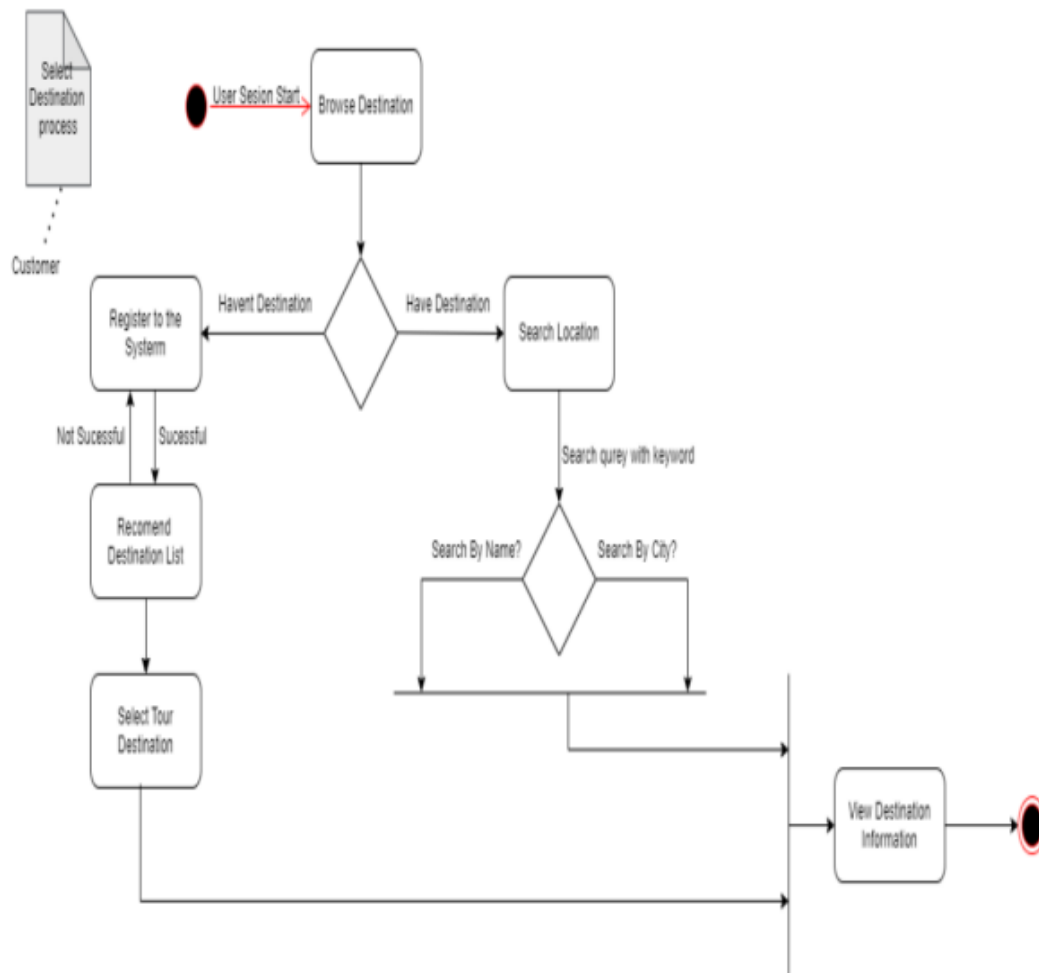 Select
Destination
process
Customer
User Sesion Start
Browse Destination
Havent Destination
Have Destination
Register to the
Systerm
Search Location
Not Sucessful
Sucessful
Search qurey with keyword
Recomend
Destination List
Search By Name?
Search By City?
Select Tour
Destination
View Destination
Information